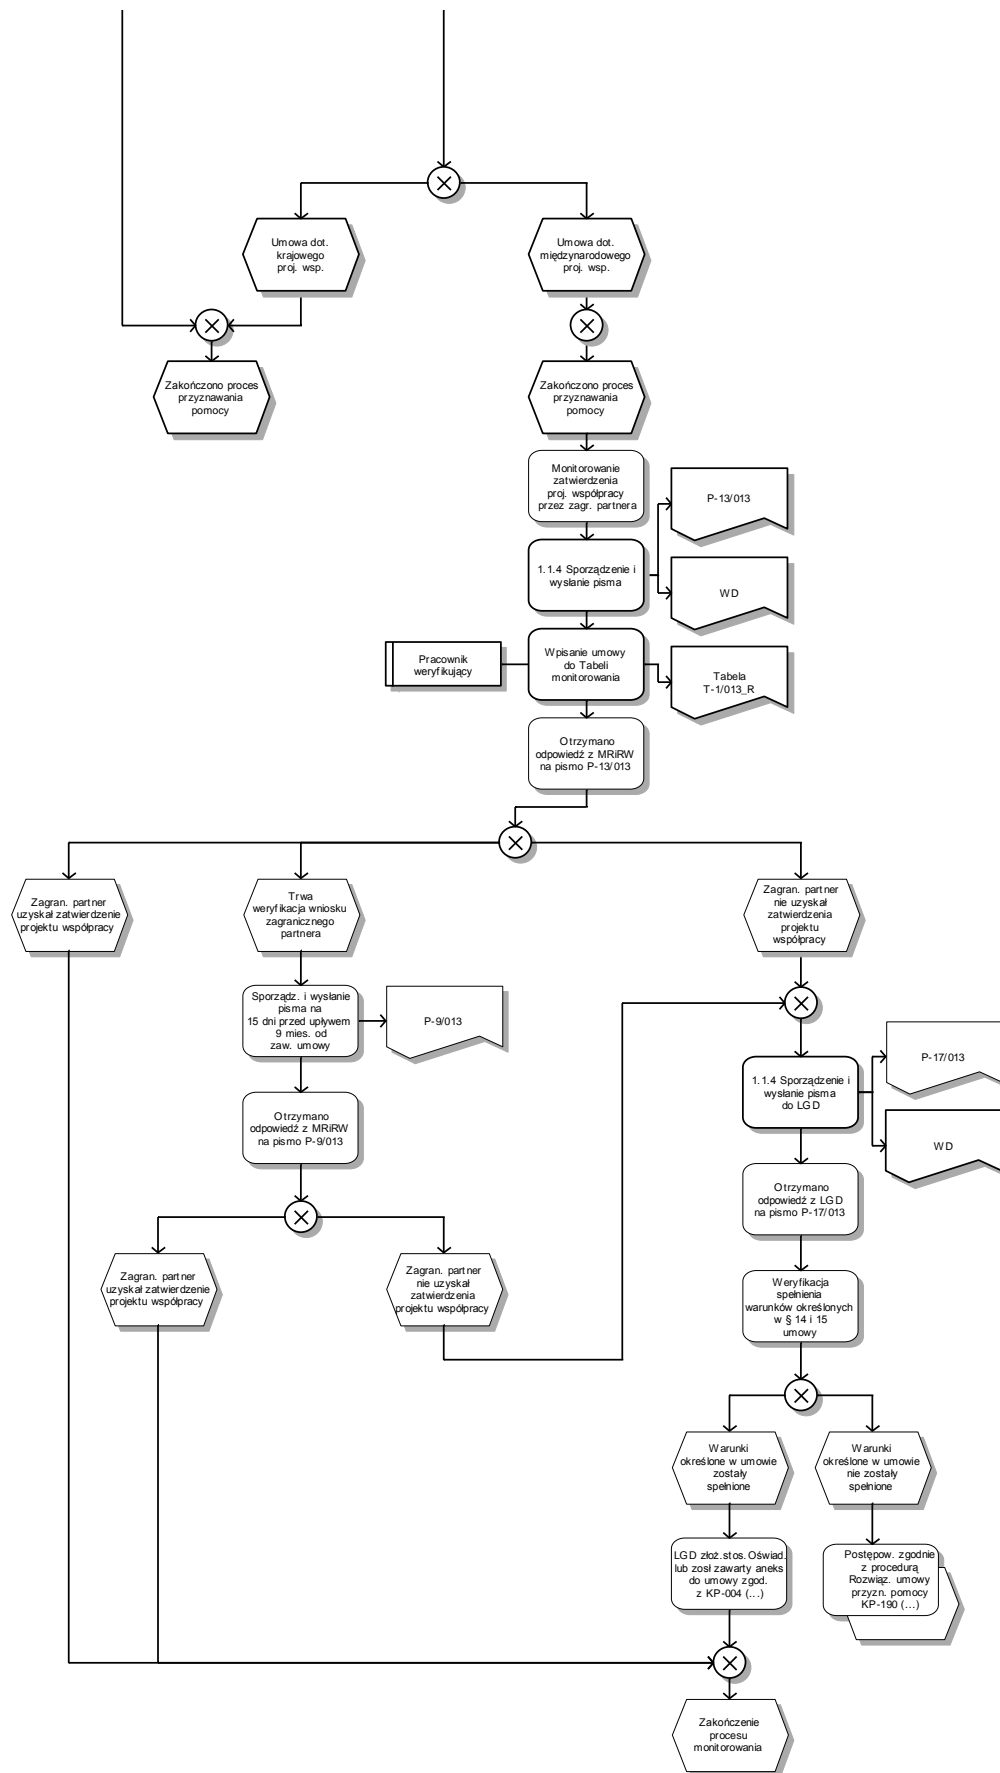 Umowa dot.
krajowego
proj. wsp.
Umowa dot.
międzynarodowego
proj. wsp.
Zakończono proces
przyznawania
pomocy
Zakończono proces
przyznawania
pomocy
Monitorowanie
zatwierdzenia
proj. współpracy
przez zagr. partnera
P-13/013
1.1.4 Sporządzenie i
wysłanie pisma
WD
Pracownik
weryfikujący
Wpisanie umowy
do Tabeli
monitorowania
Tabela
T-1/013_R
Otrzymano
odpowiedź z MRiRW
na pismo P-13/013
Zagran. partner
uzyskał zatwierdzenie
projektu współpracy
Trwa
weryfikacja wniosku
zagranicznego
partnera
Zagran. partner
nie uzyskał
zatwierdzenia
projektu
współpracy
Sporządz. i wysłanie
pisma na
15 dni przed upływem
9 mies. od
zaw. umowy
P-9/013
1.1.4 Sporządzenie i
wysłanie pisma
do LGD
P-17/013
WD
Otrzymano
odpowiedź z MRiRW
na pismo P-9/013
Otrzymano
odpowiedź z LGD
na pismo P-17/013
Zagran. partner
uzyskał zatwierdzenie
projektu współpracy
Zagran. partner
nie uzyskał
zatwierdzenia
projektu współpracy
Weryfikacja
spełnienia
warunków określonych
w § 14 i 15
umowy
Warunki
określone w umowie
zostały
spełnione
Warunki
określone w umowie
nie zostały
spełnione
LGD złoż.stos.Oświad.
lub zosł zawarty aneks
do umowy zgod.
z KP-004 (...)
Postępow. zgodnie
z procedurą
Rozwiąz. umowy
przyzn. pomocy
KP-190 (...)
Zakończenie
procesu
monitorowania